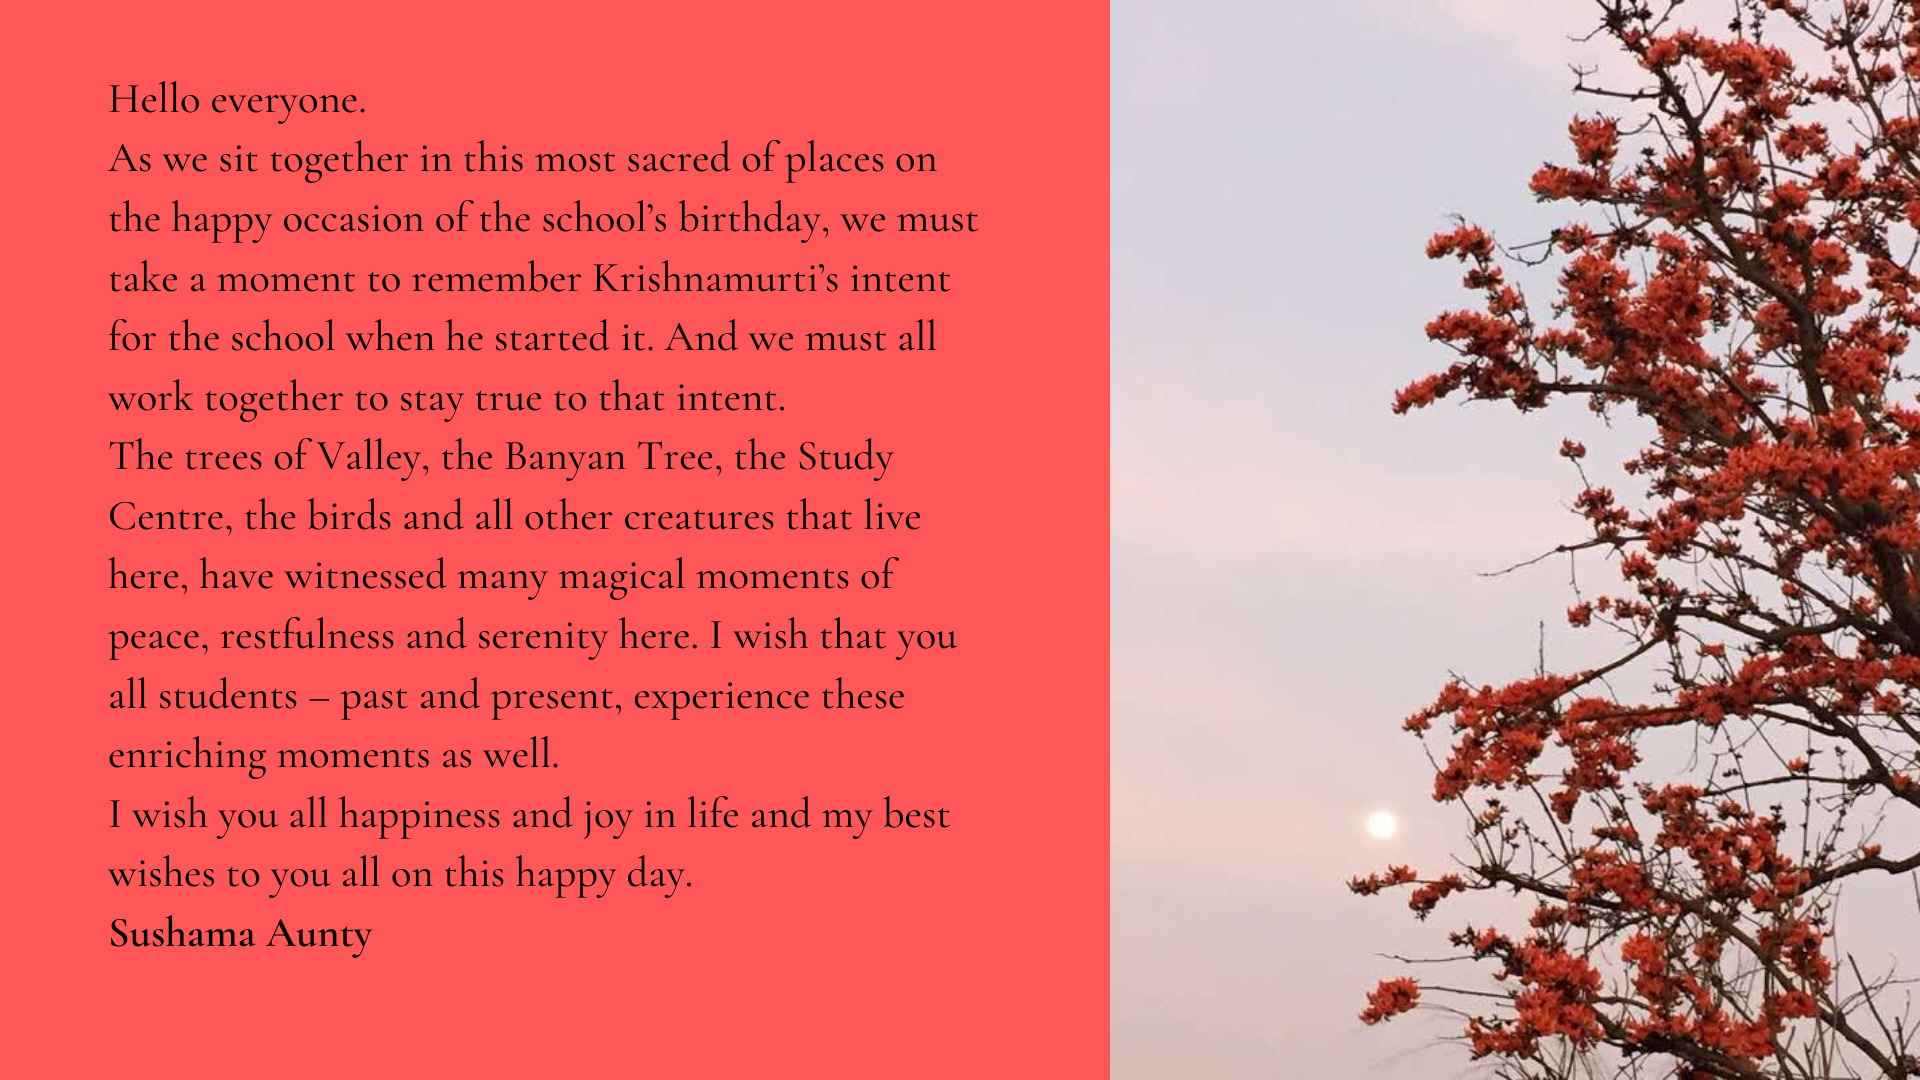 Hello everyone.
As we sit together in this most sacred of places on
the happy occasion of the school’s birthday, we must
take a moment to remember Krishnamurti’s intent
for the school when he started it. And we must all
work together to stay true to that intent.
The trees of Valley, the Banyan Tree, the Study
Centre, the birds and all other creatures that live
here, have witnessed many magical moments of
peace, restfulness and serenity here. I wish that you
all students – past and present, experience these
enriching moments as well.
I wish you all happiness and joy in life and my best
wishes to you all on this happy day.
Sushama Aunty